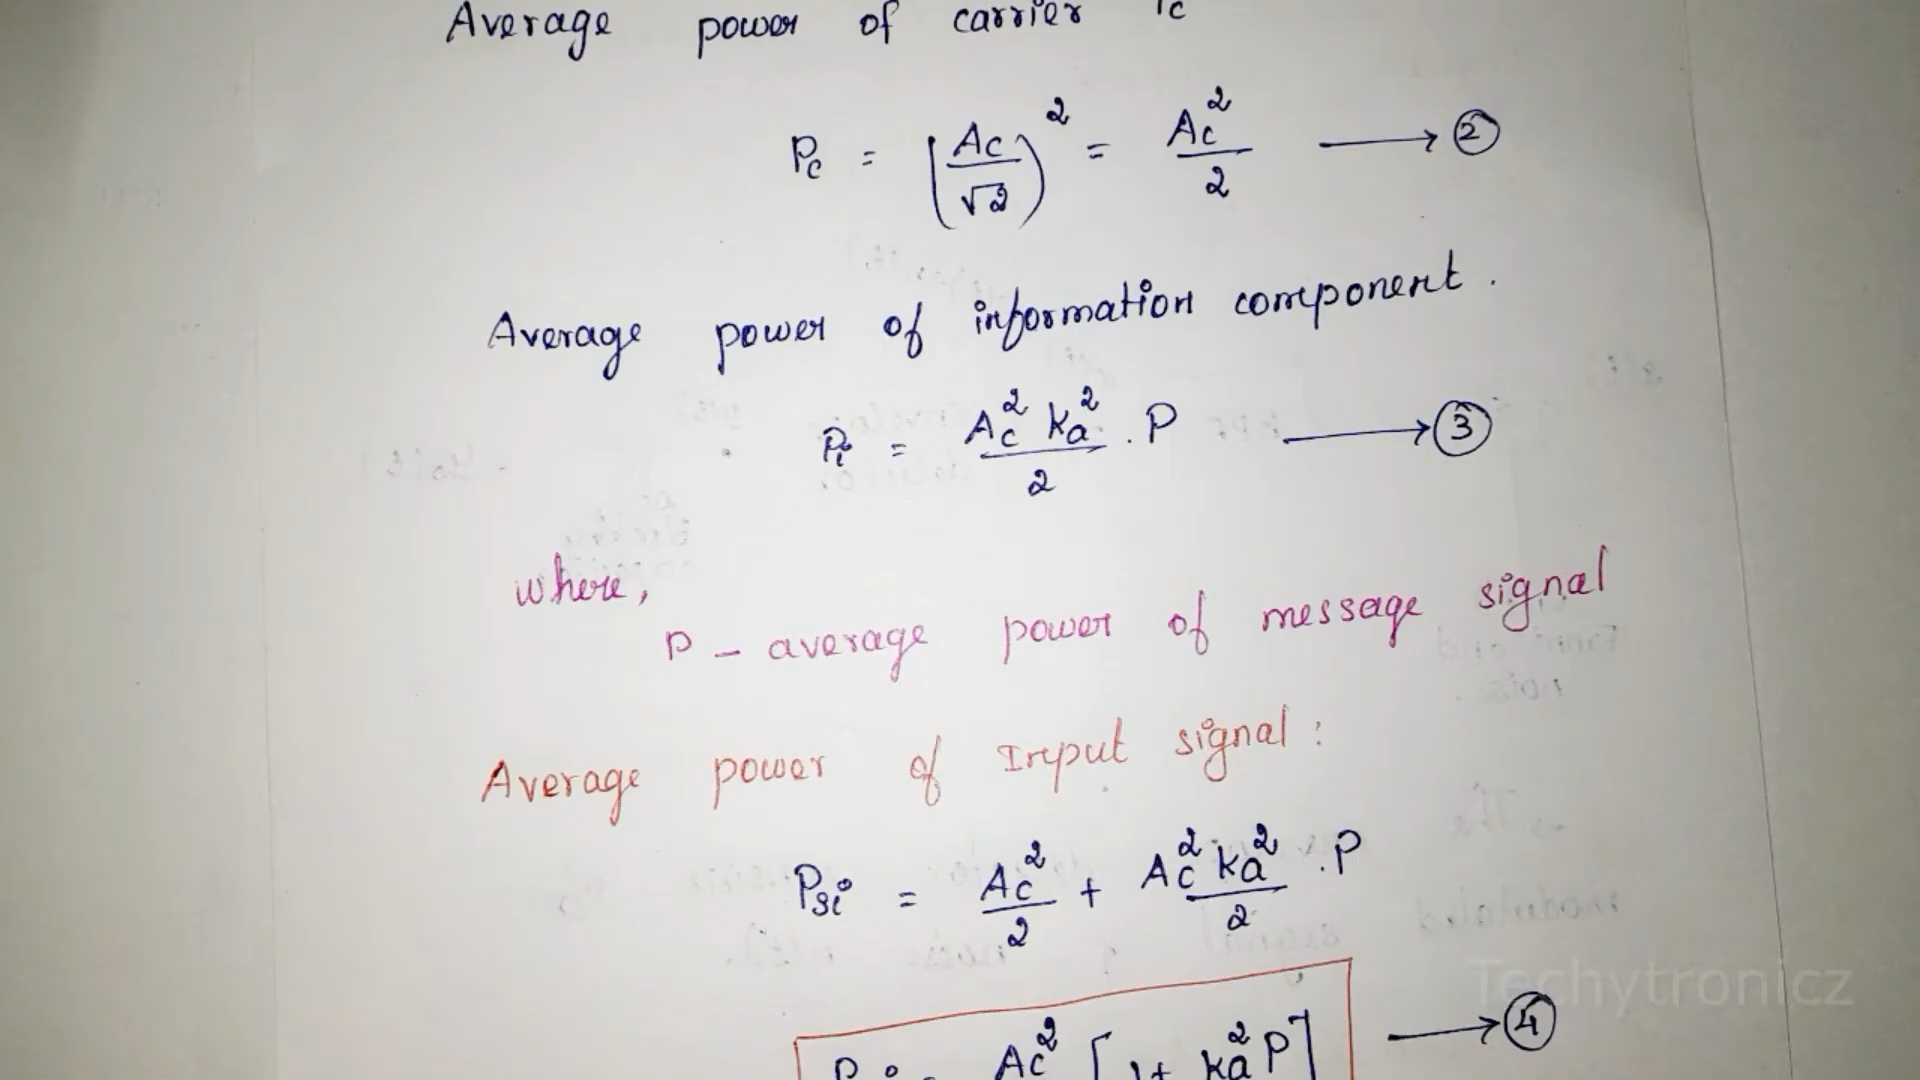 Average power of carrier is
Pc = (Ac/√2)² = Ac²/2 → ②
Average power of information component.
Pi = Ac² ka²/2 . P → ③
where,
P - average power of message signal
Average power of Input signal :
Psi = Ac²/2 + Ac² ka²/2 . P
Ac² [1+ ka² P] → ④
Techytronicz